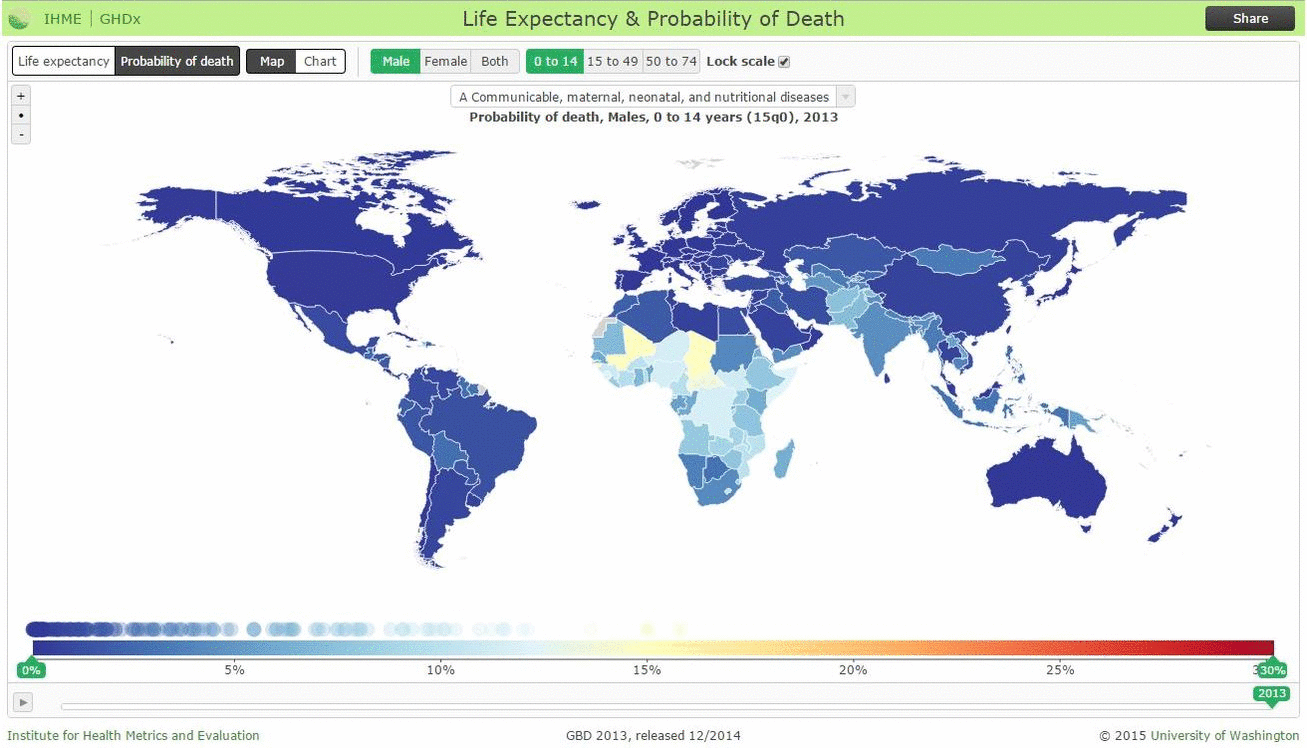 IHME | GHDx
Life Expectancy & Probability of Death
Share
Life expectancy Probability of death Map Chart Male Female Both 0 to 14 15 to 49 50 to 74 Lock scale
+
-
A Communicable, maternal, neonatal, and nutritional diseases
Probability of death, Males, 0 to 14 years (15q0), 2013
0% 5% 10% 15% 20% 25% 30%
2013
Institute for Health Metrics and Evaluation GBD 2013, released 12/2014 © 2015 University of Washington